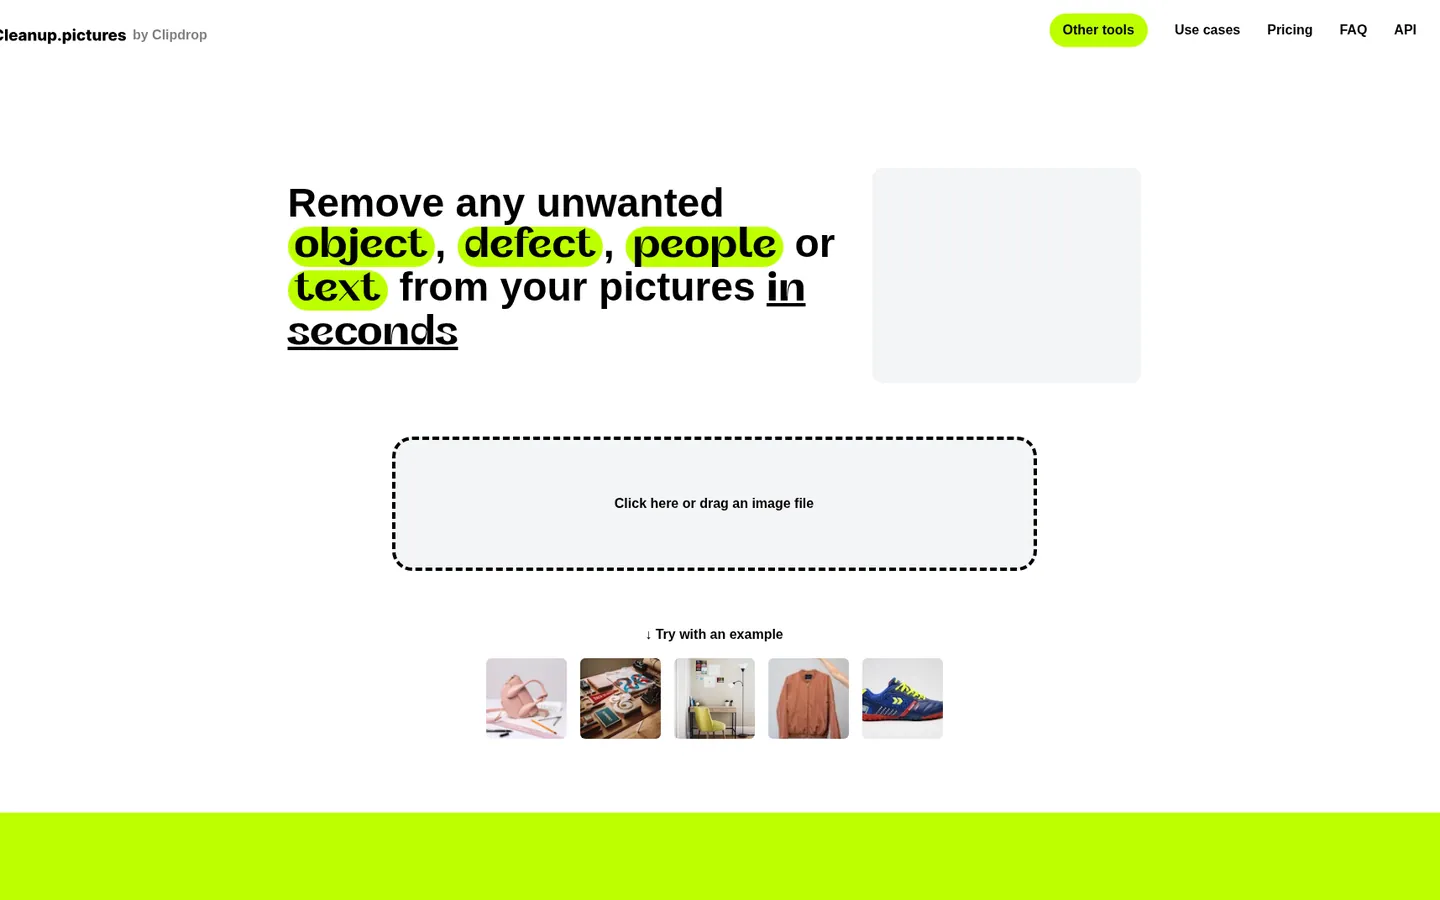 Cleanup.pictures by Clipdrop
Other tools
Use cases
Pricing
FAQ
API
Remove any unwanted
object, defect, people or
text from your pictures in
seconds
Click here or drag an image file
↓ Try with an example